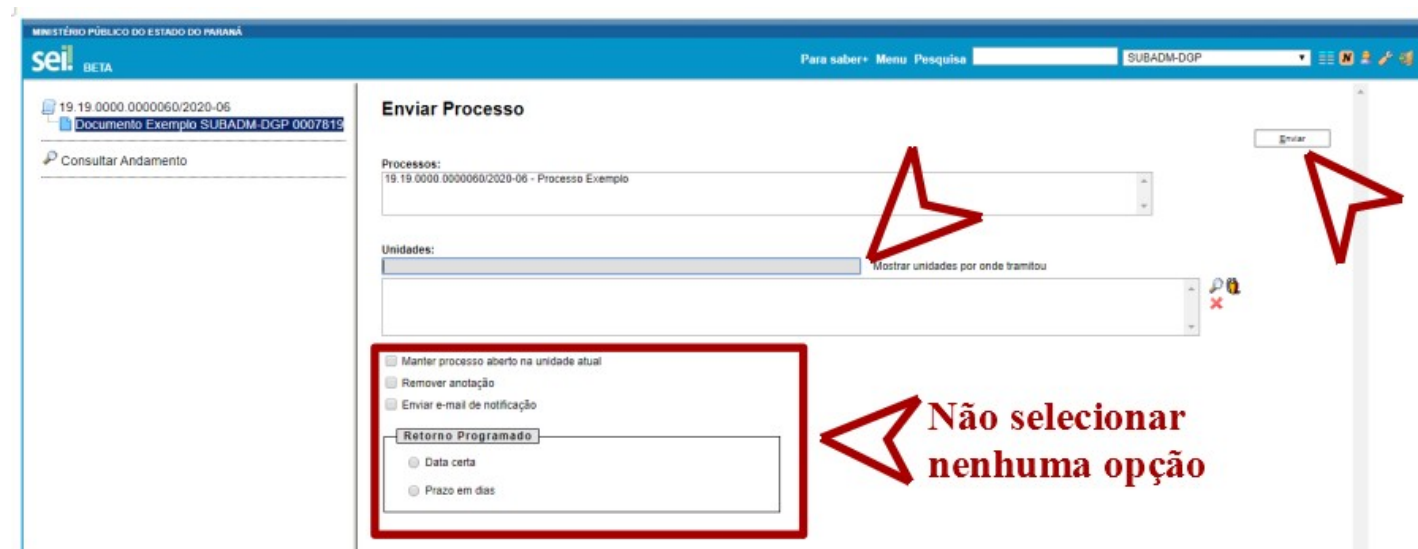 MINISTÉRIO PÚBLICO DO ESTADO DO PARANÁ
sei! BETA
Para saber+ Menu Pesquisa SUBADM-DGP
19.19.0000.0000060/2020-06
Documento Exemplo SUBADM-DGP 0007819
Consultar Andamento
Enviar Processo
Enviar
Processos:
19.19.0000.0000060/2020-06 - Processo Exemplo
Unidades:
Mostrar unidades por onde tramitou
Manter processo aberto na unidade atual
Remover anotação
Enviar e-mail de notificação
Retorno Programado
Data certa
Prazo em dias
Não selecionar
nenhuma opção